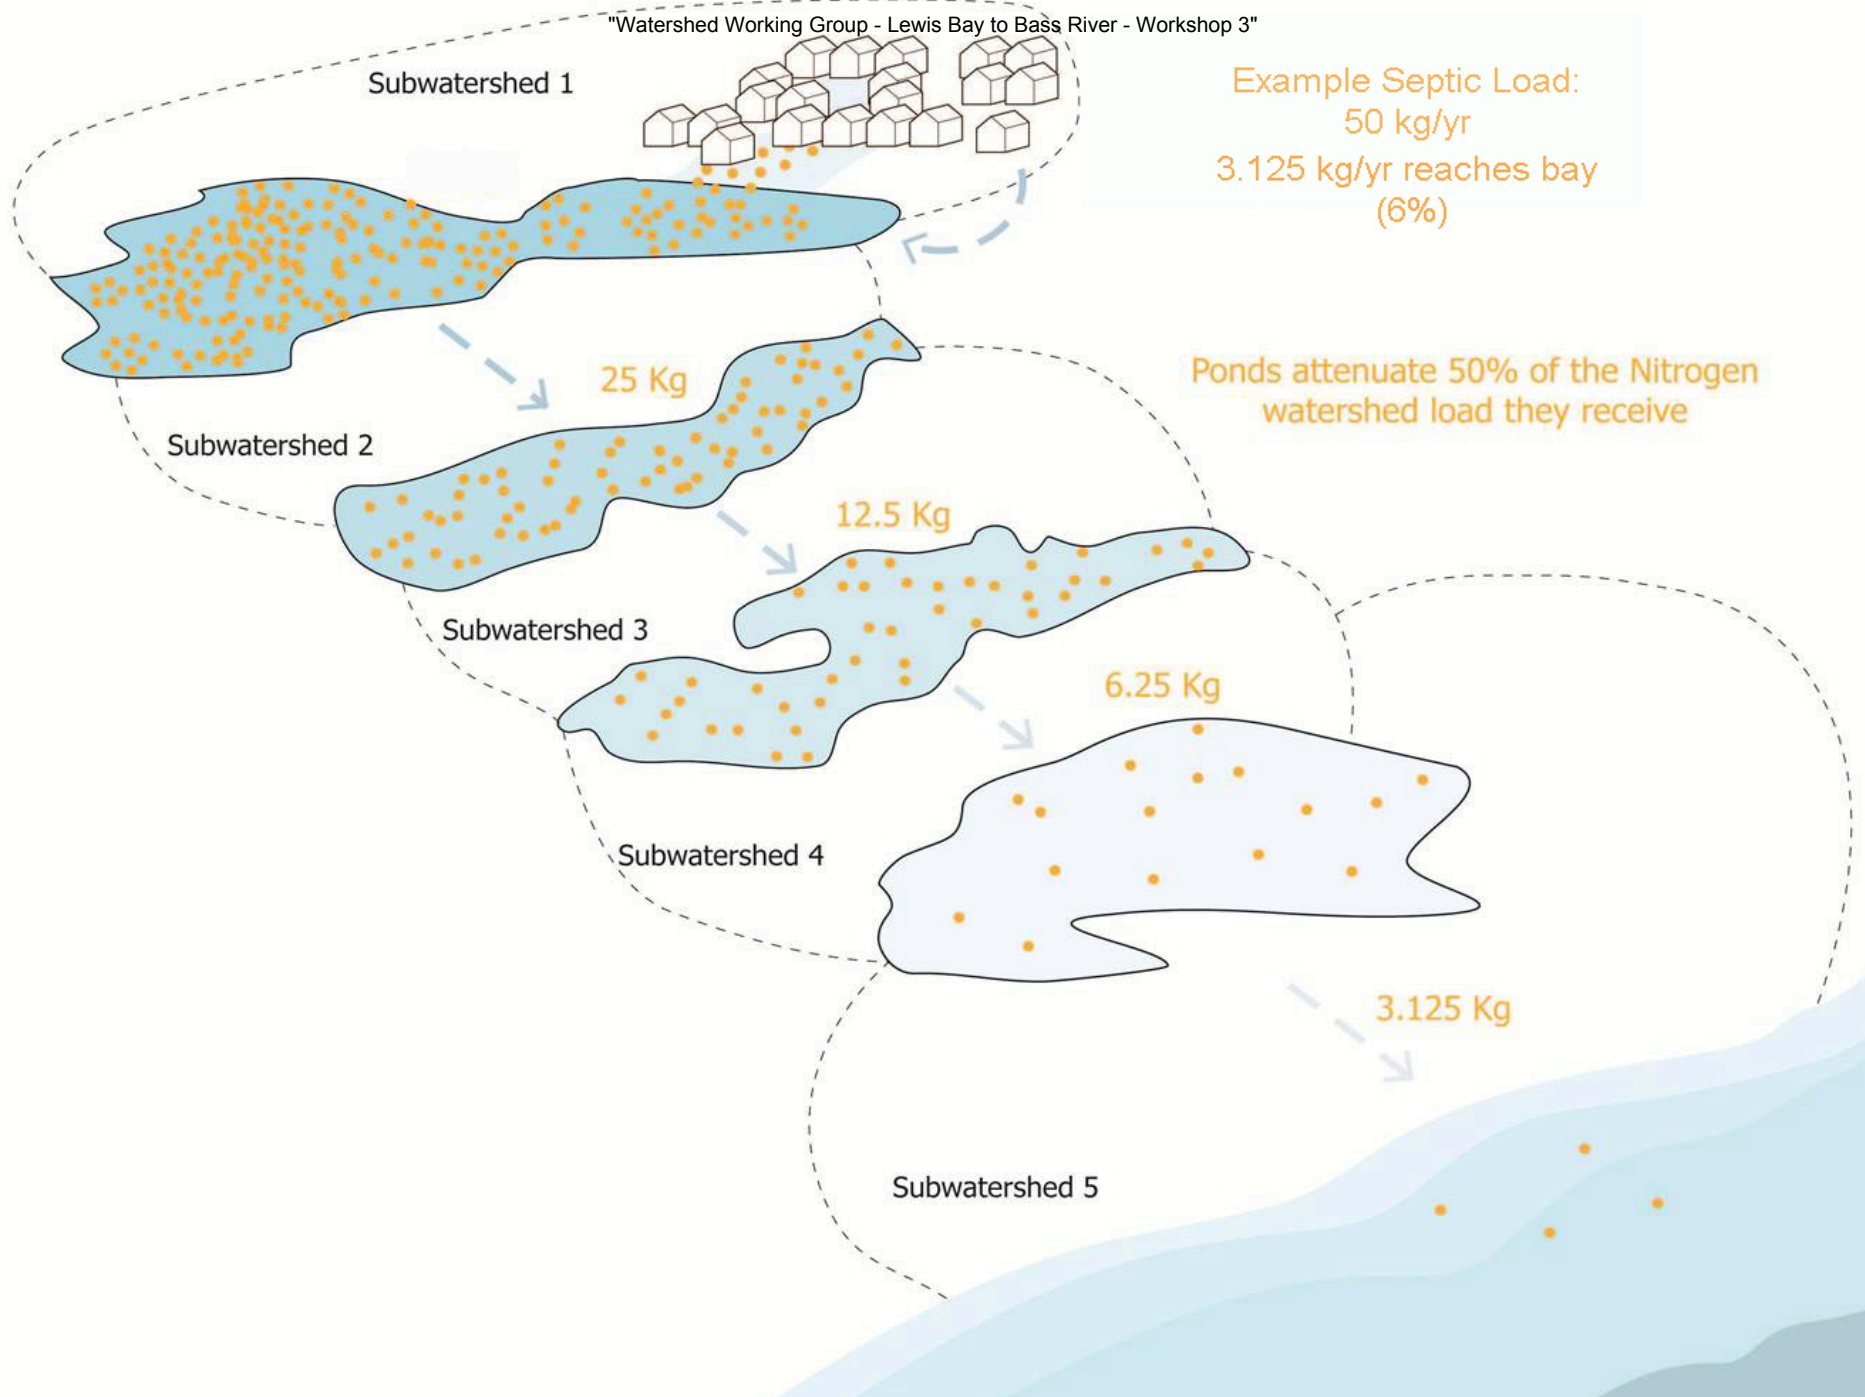 "Watershed Working Group - Lewis Bay to Bass River - Workshop 3"
Subwatershed 1
Example Septic Load:
50 kg/yr
3.125 kg/yr reaches bay
(6%)
25 Kg
Ponds attenuate 50% of the Nitrogen
watershed load they receive
Subwatershed 2
12.5 Kg
Subwatershed 3
6.25 Kg
Subwatershed 4
3.125 Kg
Subwatershed 5